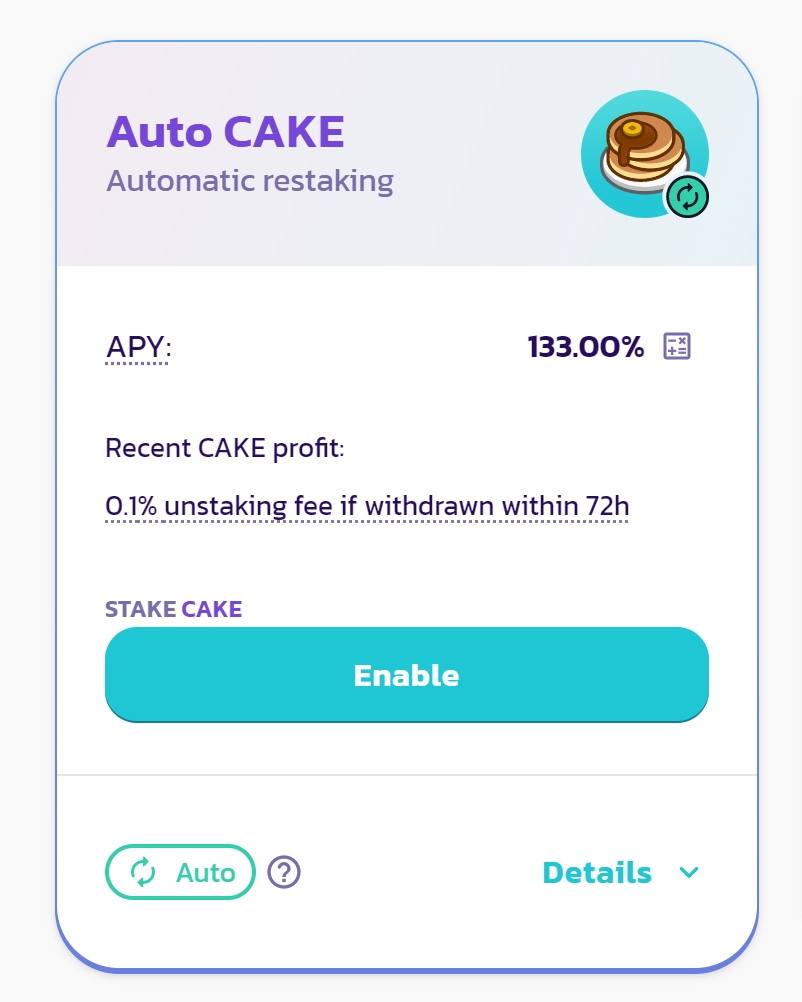 Auto CAKE
Automatic restaking
APY: 133.00%
Recent CAKE profit:
0.1% unstaking fee if withdrawn within 72h
STAKE CAKE
Enable
Auto ? Details